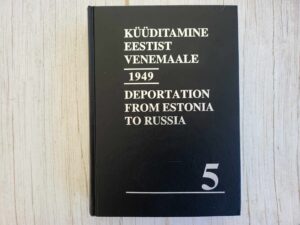 KÜÜDITAMINE
EESTIST
VENEMAALE
1949
DEPORTATION
FROM ESTONIA
TO RUSSIA
5